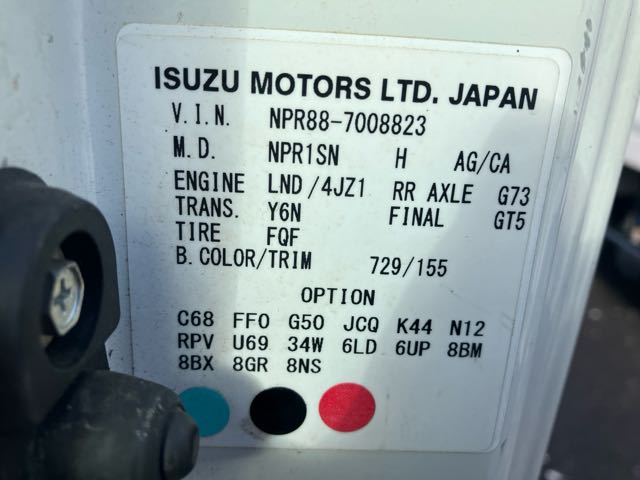 ISUZU MOTORS LTD. JAPAN
V.I.N. NPR88-7008823
M.D. NPR1SN H AG/CA
ENGINE LND/4JZ1 RR AXLE G73
TRANS. Y6N FINAL GT5
TIRE FQF
B.COLOR/TRIM 729/155
OPTION
C68 FF0 G50 JCQ K44 N12
RPV U69 34W 6LD 6UP 8BM
8BX 8GR 8NS